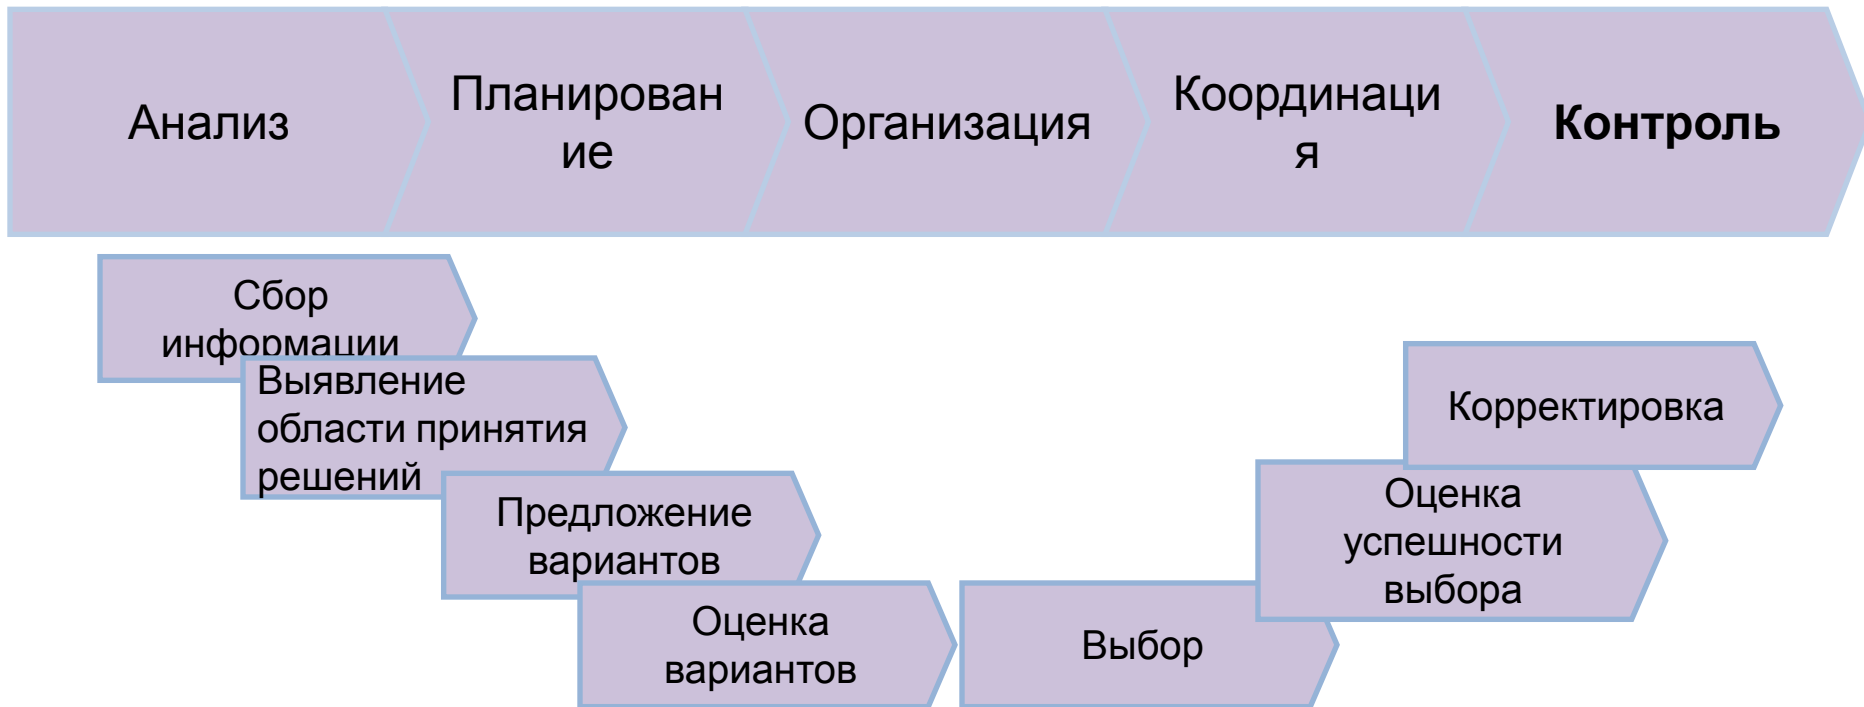 Анализ
Планирован
ие
Организация
Координаци
я
Контроль
Сбор
информации
Выявление
области принятия
решений
Предложение
вариантов
Оценка
вариантов
Выбор
Оценка
успешности
выбора
Корректировка